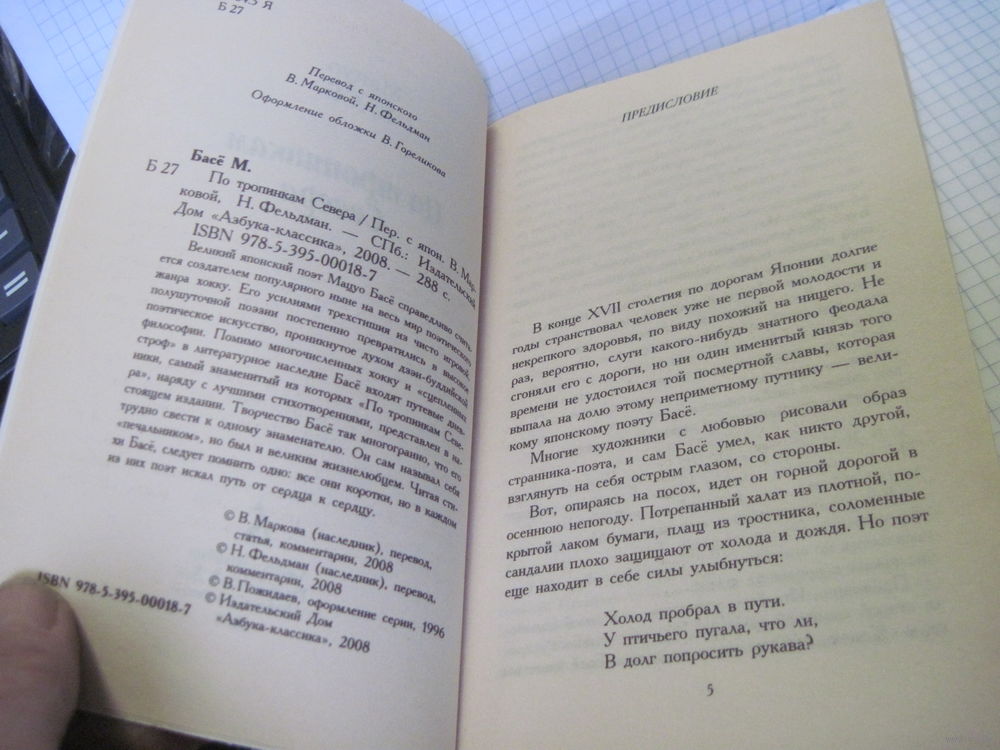 Б 27
Перевод с японского
В. Марковой, Н. Фельдман
Оформление обложки В. Гореликова
Басё М.
Б 27 По тропинкам Севера / Пер. с япон. В. Мар-
ковой, Н. Фельдман. — СПб.: Издательский
Дом «Азбука-классика», 2008. — 288 с.
ISBN 978-5-395-00018-7
Великий японский поэт Мацуо Басё справедливо счита-
ется создателем популярного ныне на весь мир поэтического
жанра хокку. Его усилиями трехстишия из чисто игровой,
полушуточной поэзии постепенно превратились в высокое
поэтическое искусство, проникнутое духом дзэн-буддийской
философии. Помимо многочисленных хокку и «сцепленных
строф» в литературное наследие Басё входят путевые днев-
ники, самый знаменитый из которых «По тропинкам Севе-
ра», наряду с лучшими стихотворениями, представлен в на-
стоящем издании. Творчество Басё так многогранно, что его
трудно свести к одному знаменателю. Он сам называл себя
«печальником», но был и великим жизнелюбцем. Читая сти-
хи Басё, следует помнить одно: все они коротки, но в каждом
из них поэт искал путь от сердца к сердцу.
© В. Маркова (наследник), перевод,
статья, комментарии, 2008
© Н. Фельдман (наследник), перевод,
комментарии, 2008
© В. Пожидаев, оформление серии, 1996
© Издательский Дом
«Азбука-классика», 2008
ISBN 978-5-395-00018-7
ПРЕДИСЛОВИЕ
В конце XVII столетия по дорогам Японии долгие
годы странствовал человек уже не первой молодости и
некрепкого здоровья, по виду похожий на нищего. Не
раз, вероятно, слуги какого-нибудь знатного феодала
сгоняли его с дороги, но ни один именитый князь того
времени не удостоился той посмертной славы, которая
выпала на долю этому неприметному путнику — вели-
кому японскому поэту Басё.
Многие художники с любовью рисовали образ
странника-поэта, и сам Басё умел, как никто другой,
взглянуть на себя острым глазом, со стороны.
Вот, опираясь на посох, идет он горной дорогой в
осеннюю непогоду. Потрепанный халат из плотной, по-
крытой лаком бумаги, плащ из тростника, соломенные
сандалии плохо защищают от холода и дождя. Но поэт
еще находит в себе силы улыбнуться:
Холод пробрал в пути.
У птичьего пугала, что ли,
В долг попросить рукава?
5